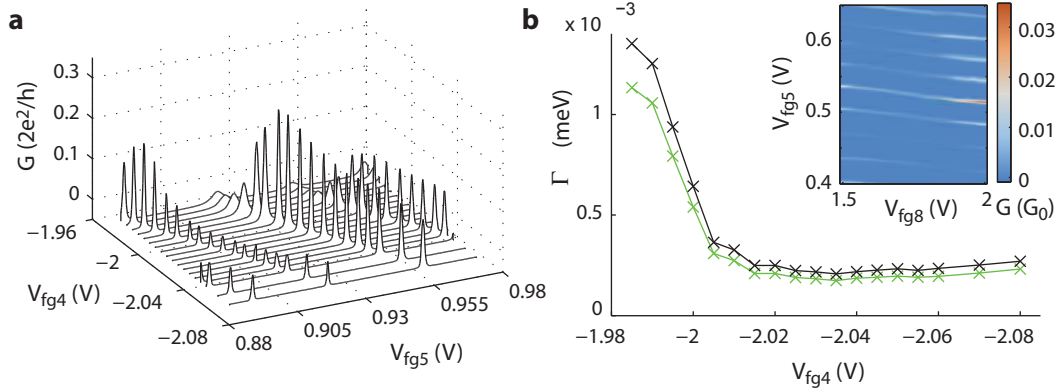 a
G (2e²/h)
0.3
0.2
0.1
0
−1.96
−2
−2.04
−2.08
V_fg4 (V)
0.88
0.905
0.93
0.955
0.98
V_fg5 (V)
b
x 10⁻³
Γ (meV)
1
0.5
0
−1.98
−2
−2.02
−2.04
−2.06
−2.08
V_fg4 (V)
V_fg5 (V)
0.6
0.5
0.4
1.5
2
V_fg8 (V)
0.03
0.02
0.01
0
G (G₀)